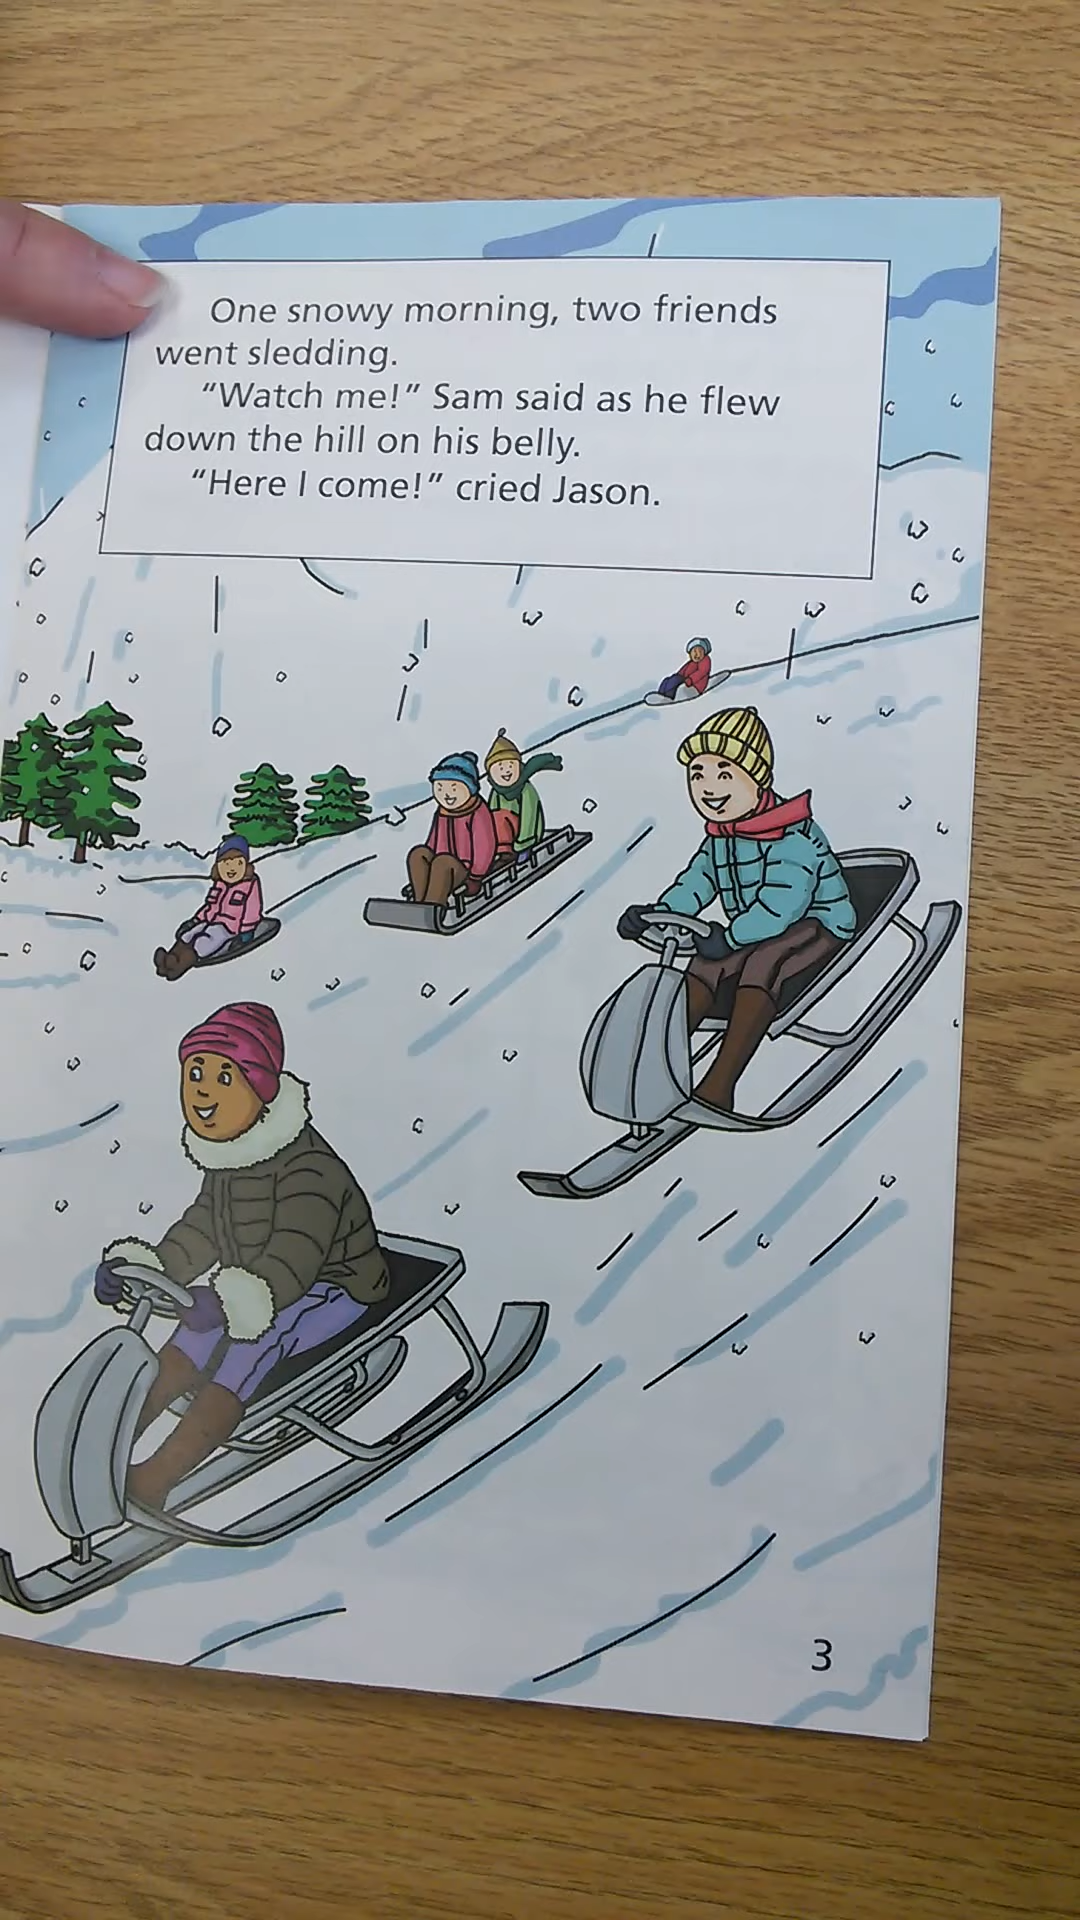 One snowy morning, two friends
went sledding.
“Watch me!” Sam said as he flew
down the hill on his belly.
“Here I come!” cried Jason.
3